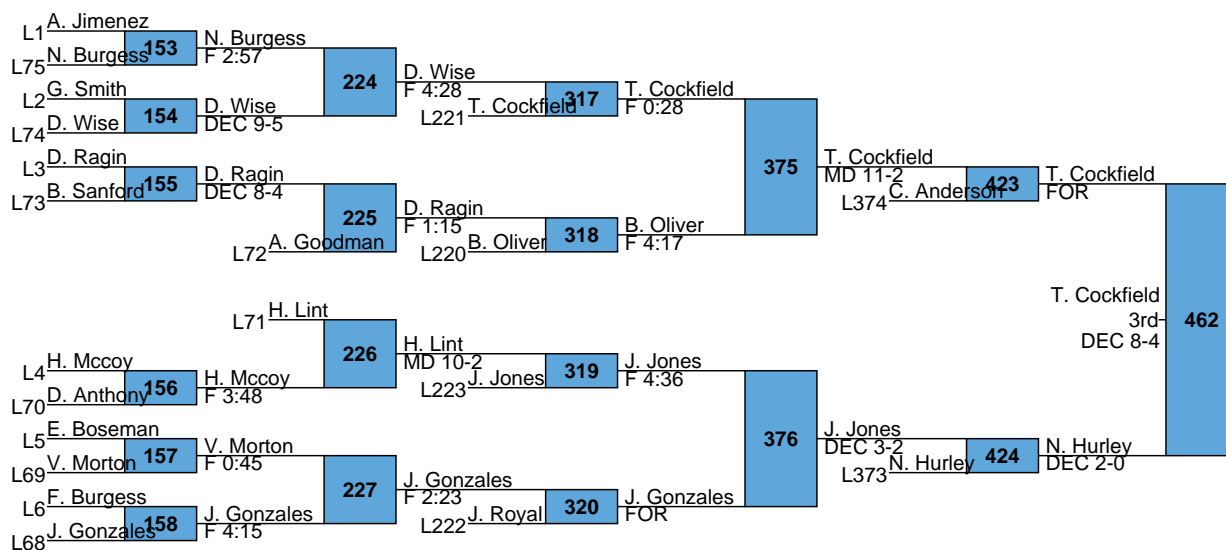 A. Jimenez
L1
153
N. Burgess
F 2:57
N. Burgess
L75
224
D. Wise
F 4:28
G. Smith
L2
154
D. Wise
DEC 9-5
D. Wise
L74
317
T. Cockfield
F 0:28
T. Cockfield
L221
D. Ragin
L3
155
D. Ragin
DEC 8-4
B. Sanford
L73
375
T. Cockfield
MD 11-2
423
T. Cockfield
FOR
C. Anderson
L374
225
D. Ragin
F 1:15
A. Goodman
L72
318
B. Oliver
F 4:17
B. Oliver
L220
T. Cockfield
3rd
DEC 8-4
462
H. Lint
L71
226
H. Lint
MD 10-2
319
J. Jones
F 4:36
J. Jones
L223
H. Mccoy
L4
156
H. Mccoy
F 3:48
D. Anthony
L70
376
J. Jones
DEC 3-2
424
N. Hurley
DEC 2-0
N. Hurley
L373
E. Boseman
L5
157
V. Morton
F 0:45
V. Morton
L69
227
J. Gonzales
F 2:23
320
J. Gonzales
FOR
J. Royal
L222
F. Burgess
L6
158
J. Gonzales
F 4:15
J. Gonzales
L68